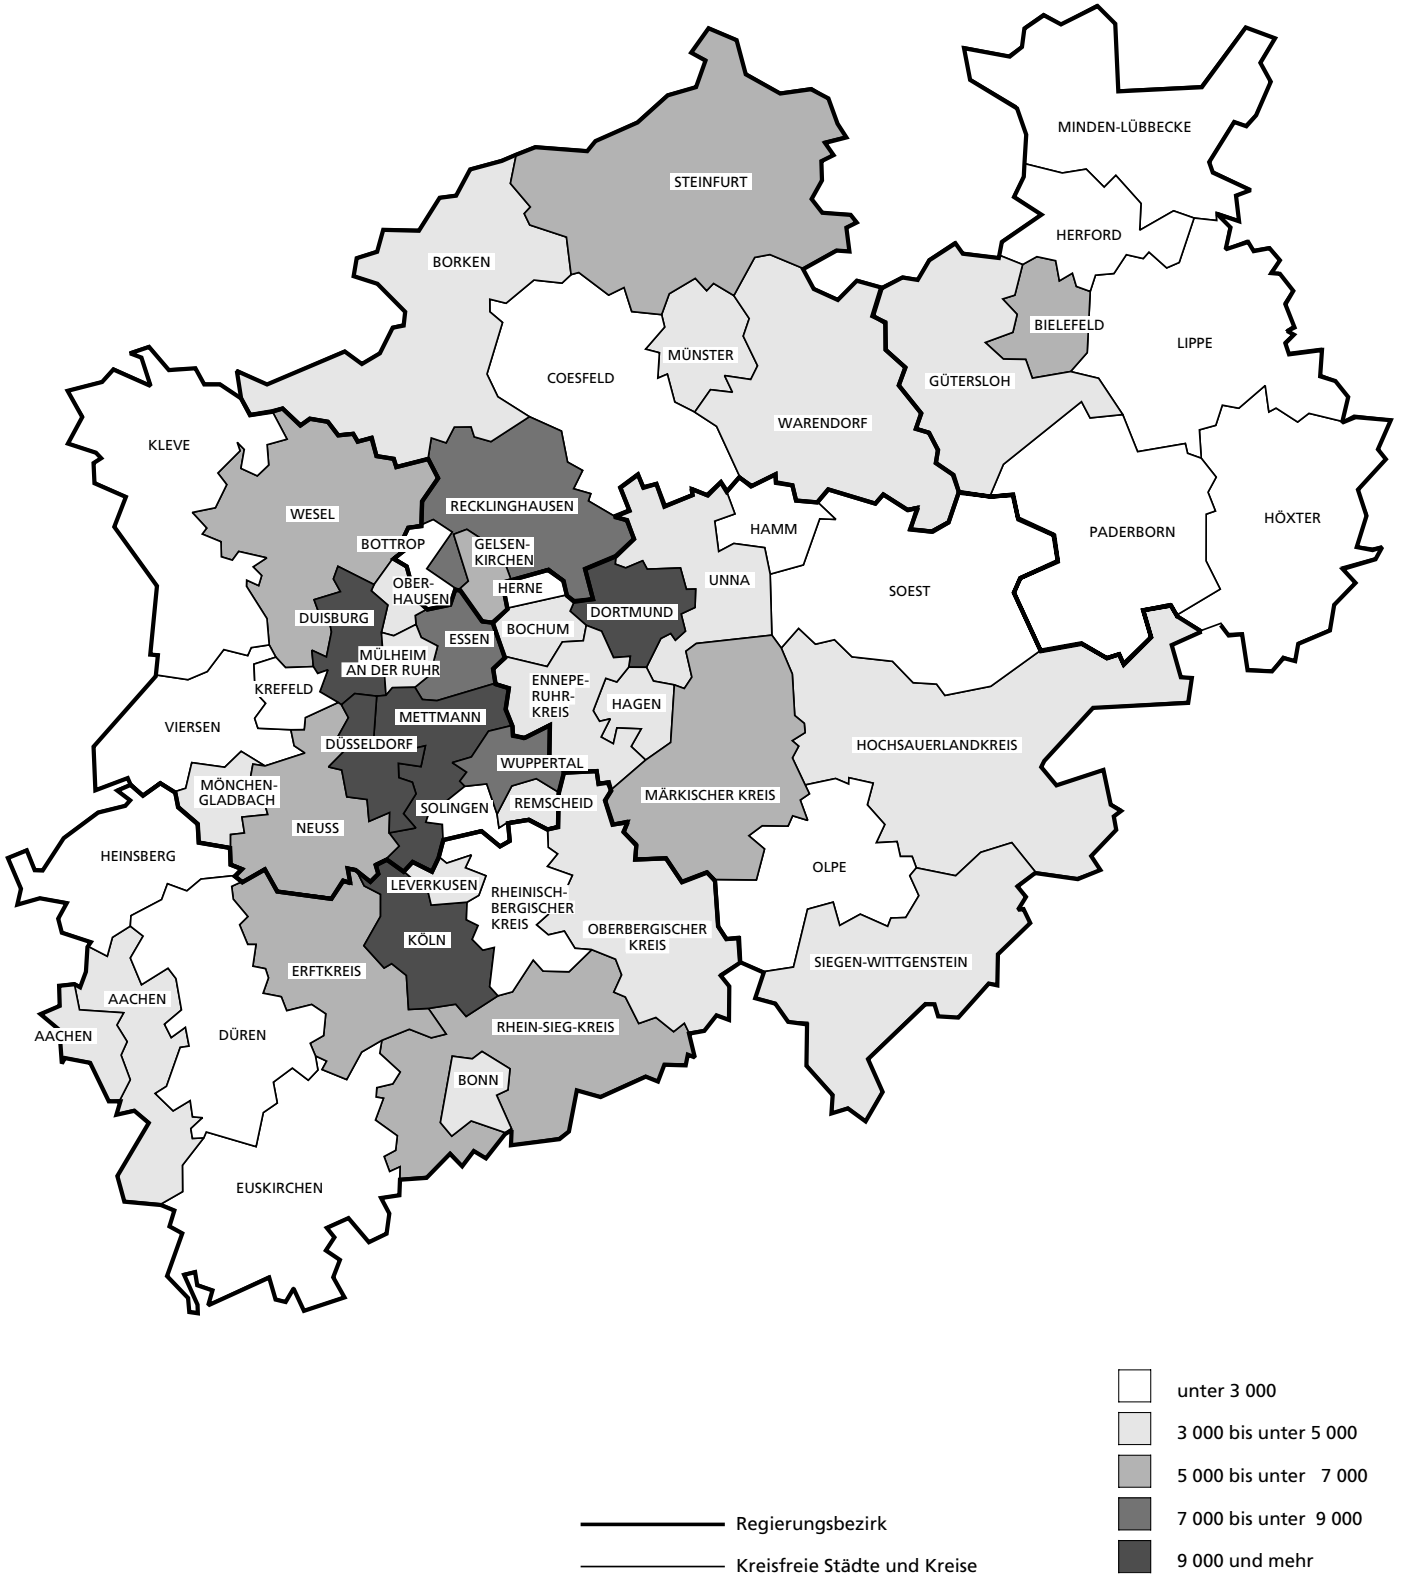 MINDEN-LÜBBECKE
STEINFURT
HERFORD
BORKEN
BIELEFELD
LIPPE
MÜNSTER
COESFELD
GÜTERSLOH
WARENDORF
KLEVE
RECKLINGHAUSEN
WESEL
HÖXTER
HAMM
PADERBORN
BOTTROP
GELSEN-
KIRCHEN
UNNA
OBER-
HAUSEN
HERNE
SOEST
DORTMUND
DUISBURG
BOCHUM
ESSEN
MÜLHEIM
AN DER RUHR
ENNEPE-
RUHR-
KREIS
KREFELD
HAGEN
METTMANN
VIERSEN
DÜSSELDORF
HOCHSAUERLANDKREIS
WUPPERTAL
MÖNCHEN-
GLADBACH
MÄRKISCHER KREIS
REMSCHEID
SOLINGEN
NEUSS
HEINSBERG
OLPE
LEVERKUSEN
RHEINISCH-
BERGISCHER
KREIS
OBERBERGISCHER
KREIS
KÖLN
SIEGEN-WITTGENSTEIN
ERFTKREIS
AACHEN
RHEIN-SIEG-KREIS
AACHEN
DÜREN
BONN
EUSKIRCHEN
unter 3 000
3 000 bis unter 5 000
5 000 bis unter 7 000
7 000 bis unter 9 000
9 000 und mehr
Regierungsbezirk
Kreisfreie Städte und Kreise